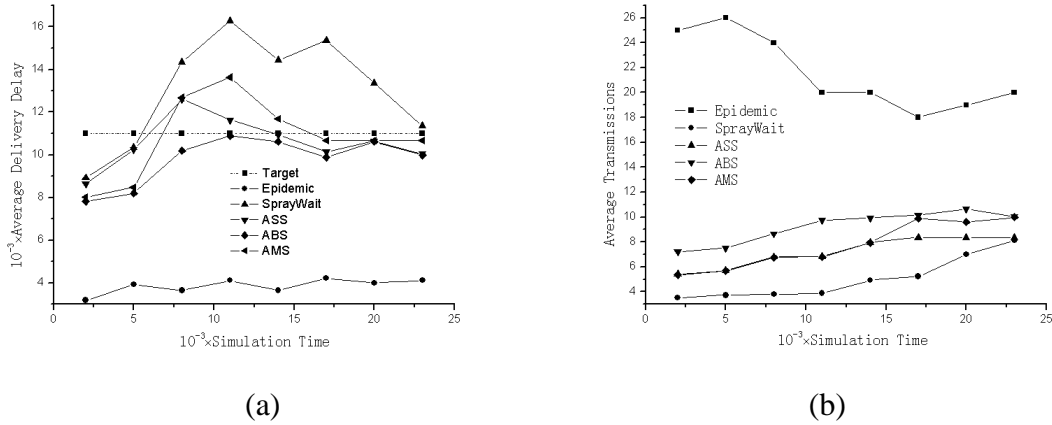 16
14
12
10
8
6
4
10⁻³×Average Delivery Delay
Target
Epidemic
SprayWait
ASS
ABS
AMS
0 5 10 15 20 25
10⁻³×Simulation Time
(a)
26
24
22
20
18
16
14
12
10
8
6
4
Average Transmissions
Epidemic
SprayWait
ASS
ABS
AMS
0 5 10 15 20 25
10⁻³×Simulation Time
(b)